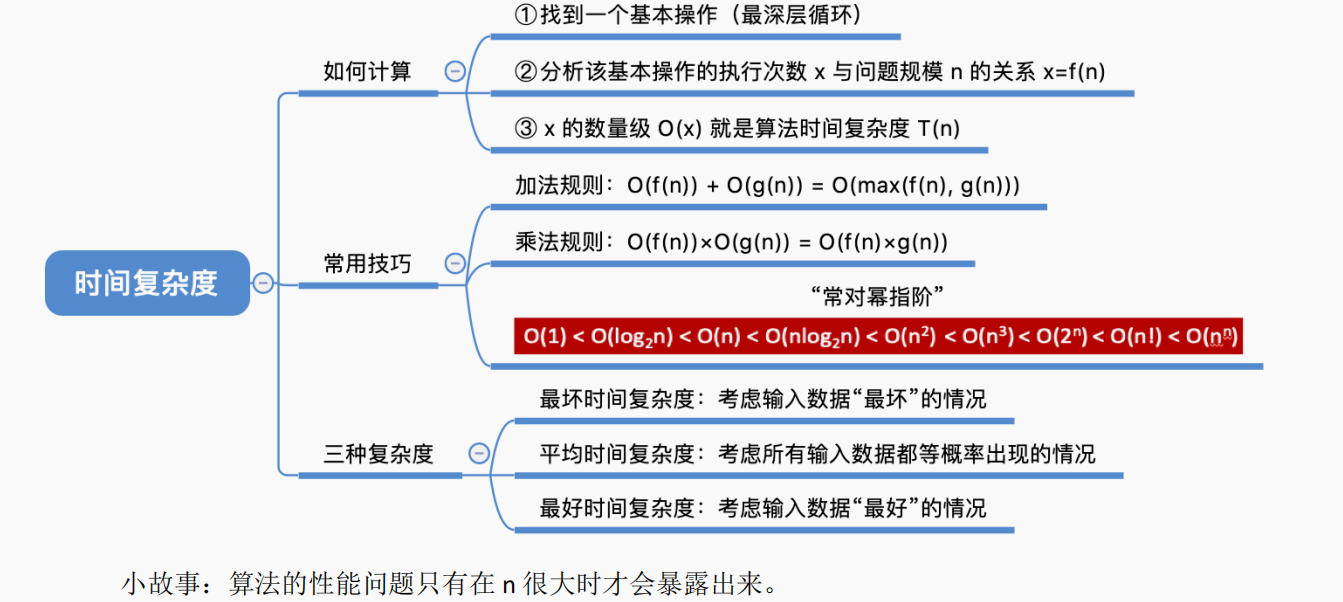 时间复杂度
如何计算
①找到一个基本操作（最深层循环）
②分析该基本操作的执行次数 x 与问题规模 n 的关系 x=f(n)
③ x 的数量级 O(x) 就是算法时间复杂度 T(n)
常用技巧
加法规则：O(f(n)) + O(g(n)) = O(max(f(n), g(n)))
乘法规则：O(f(n))×O(g(n)) = O(f(n)×g(n))
“常对幂指阶”
O(1) < O(log₂n) < O(n) < O(nlog₂n) < O(n²) < O(n³) < O(2ⁿ) < O(n!) < O(nⁿ)
三种复杂度
最坏时间复杂度：考虑输入数据“最坏”的情况
平均时间复杂度：考虑所有输入数据都等概率出现的情况
最好时间复杂度：考虑输入数据“最好”的情况
小故事：算法的性能问题只有在 n 很大时才会暴露出来。